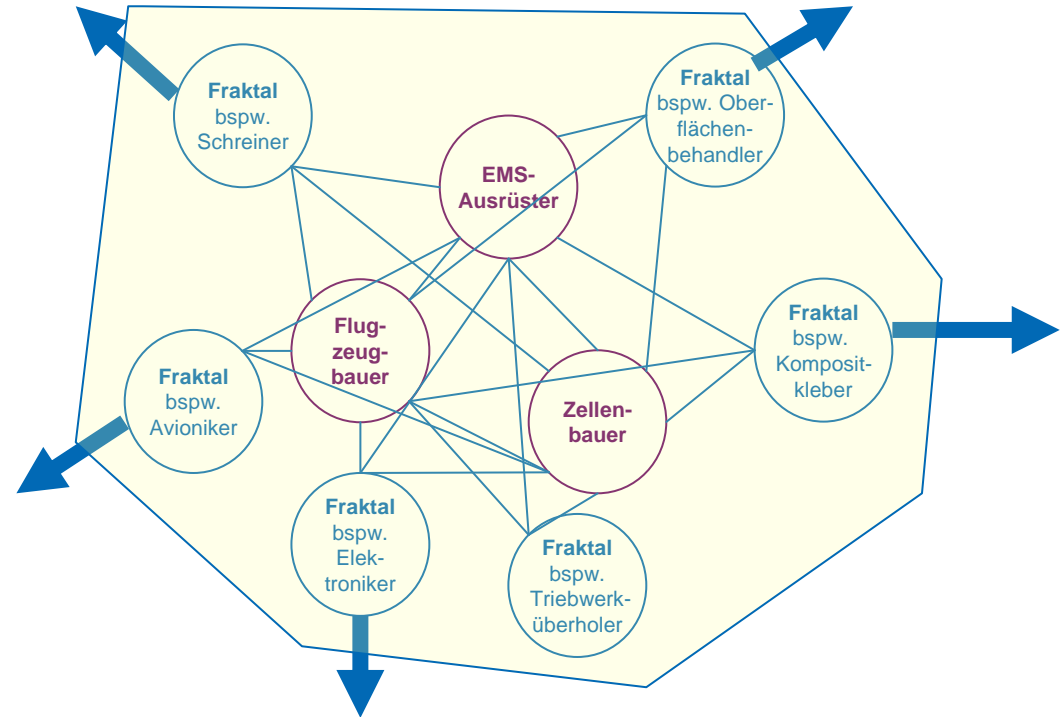 Fraktal
bspw.
Schreiner
Fraktal
bspw. Ober-
flächen-
behandler
EMS-
Ausrüster
Flug-
zeug-
bauer
Fraktal
bspw.
Komposit-
kleber
Fraktal
bspw.
Avioniker
Zellen-
bauer
Fraktal
bspw.
Elek-
troniker
Fraktal
bspw.
Triebwerk-
überholer